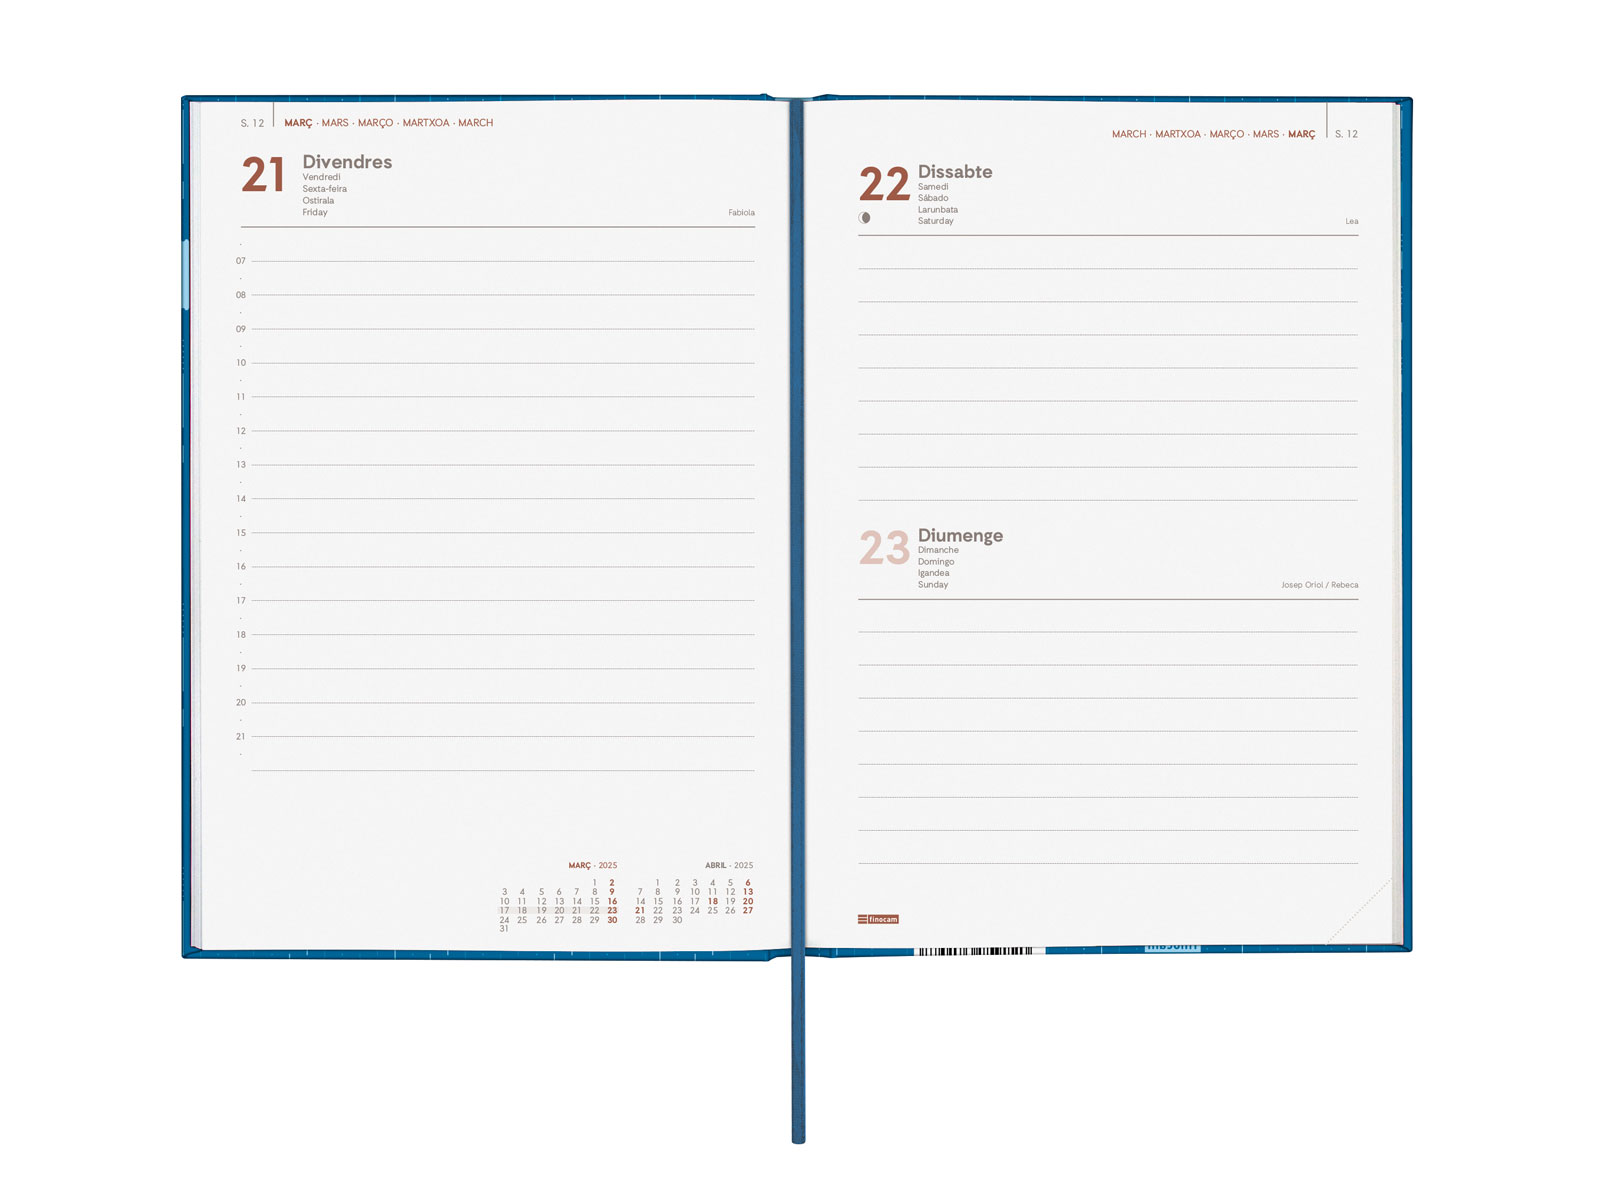 S. 12 MARÇ · MARS · MARÇO · MARTXOA · MARCH
21 Divendres
Vendredi
Sexta-feira
Ostirala
Friday
Fabiola
07
08
09
10
11
12
13
14
15
16
17
18
19
20
21
MARÇ - 2025
1 2
3 4 5 6 7 8 9
10 11 12 13 14 15 16
17 18 19 20 21 22 23
24 25 26 27 28 29 30
31
ABRIL - 2025
1 2 3 4 5 6
7 8 9 10 11 12 13
14 15 16 17 18 19 20
21 22 23 24 25 26 27
28 29 30
MARCH · MARTXOA · MARÇO · MARS · MARÇ S. 12
22 Dissabte
Samedi
Sábado
Larunbata
Saturday
Lea
23 Diumenge
Dimanche
Domingo
Igandea
Sunday
Josep Oriol / Rebeca
finocam